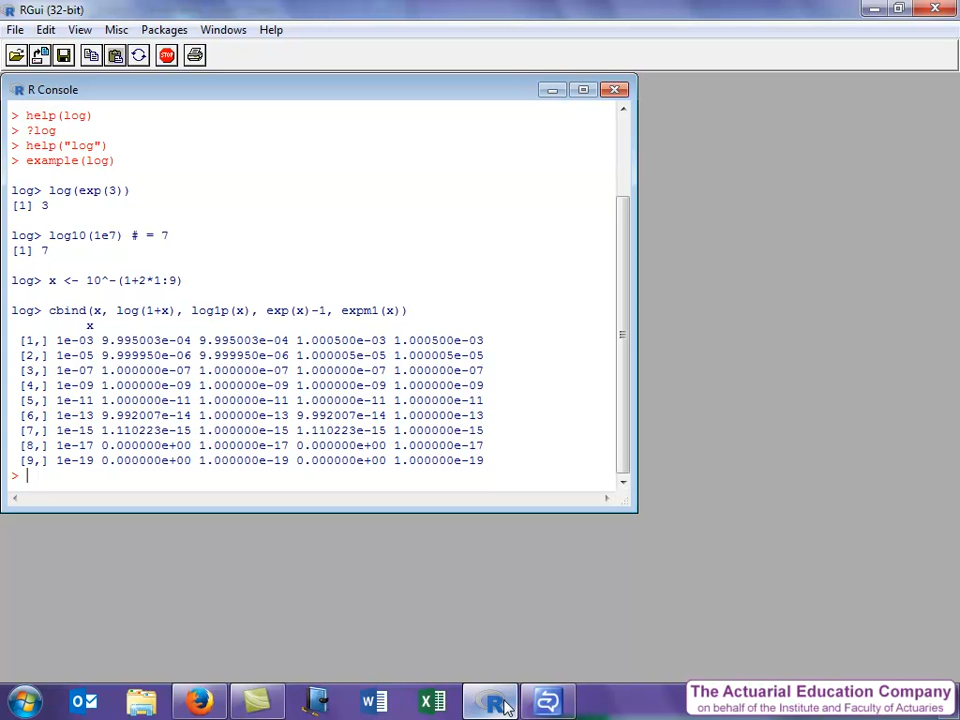 RGui (32-bit)
File Edit View Misc Packages Windows Help
STOP
R Console
> help(log)
> ?log
> help("log")
> example(log)
log> log(exp(3))
[1] 3
log> log10(1e7) # = 7
[1] 7
log> x <- 10^-(1+2*1:9)
log> cbind(x, log(1+x), log1p(x), exp(x)-1, expm1(x))
x
[1,] 1e-03 9.995003e-04 9.995003e-04 1.000500e-03 1.000500e-03
[2,] 1e-05 9.999950e-06 9.999950e-06 1.000005e-05 1.000005e-05
[3,] 1e-07 1.000000e-07 1.000000e-07 1.000000e-07 1.000000e-07
[4,] 1e-09 1.000000e-09 1.000000e-09 1.000000e-09 1.000000e-09
[5,] 1e-11 1.000000e-11 1.000000e-11 1.000000e-11 1.000000e-11
[6,] 1e-13 9.992007e-14 1.000000e-13 9.992007e-14 1.000000e-13
[7,] 1e-15 1.110223e-15 1.000000e-15 1.110223e-15 1.000000e-15
[8,] 1e-17 0.000000e+00 1.000000e-17 0.000000e+00 1.000000e-17
[9,] 1e-19 0.000000e+00 1.000000e-19 0.000000e+00 1.000000e-19
>
The Actuarial Education Company
on behalf of the Institute and Faculty of Actuaries